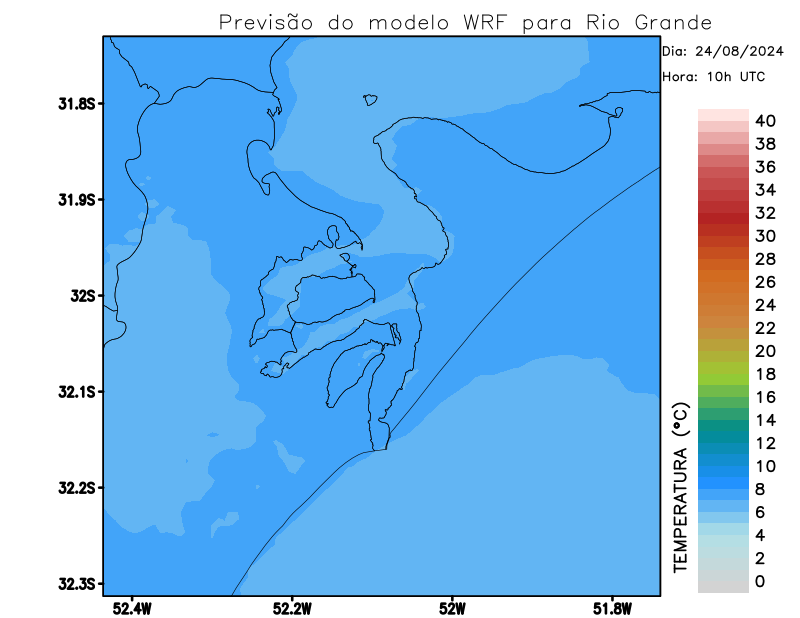 Previsão do modelo WRF para Rio Grande
Dia: 24/08/2024
Hora: 10h UTC
31.8S
31.9S
32S
32.1S
32.2S
32.3S
52.4W
52.2W
52W
51.8W
TEMPERATURA (°C)
40
38
36
34
32
30
28
26
24
22
20
18
16
14
12
10
8
6
4
2
0